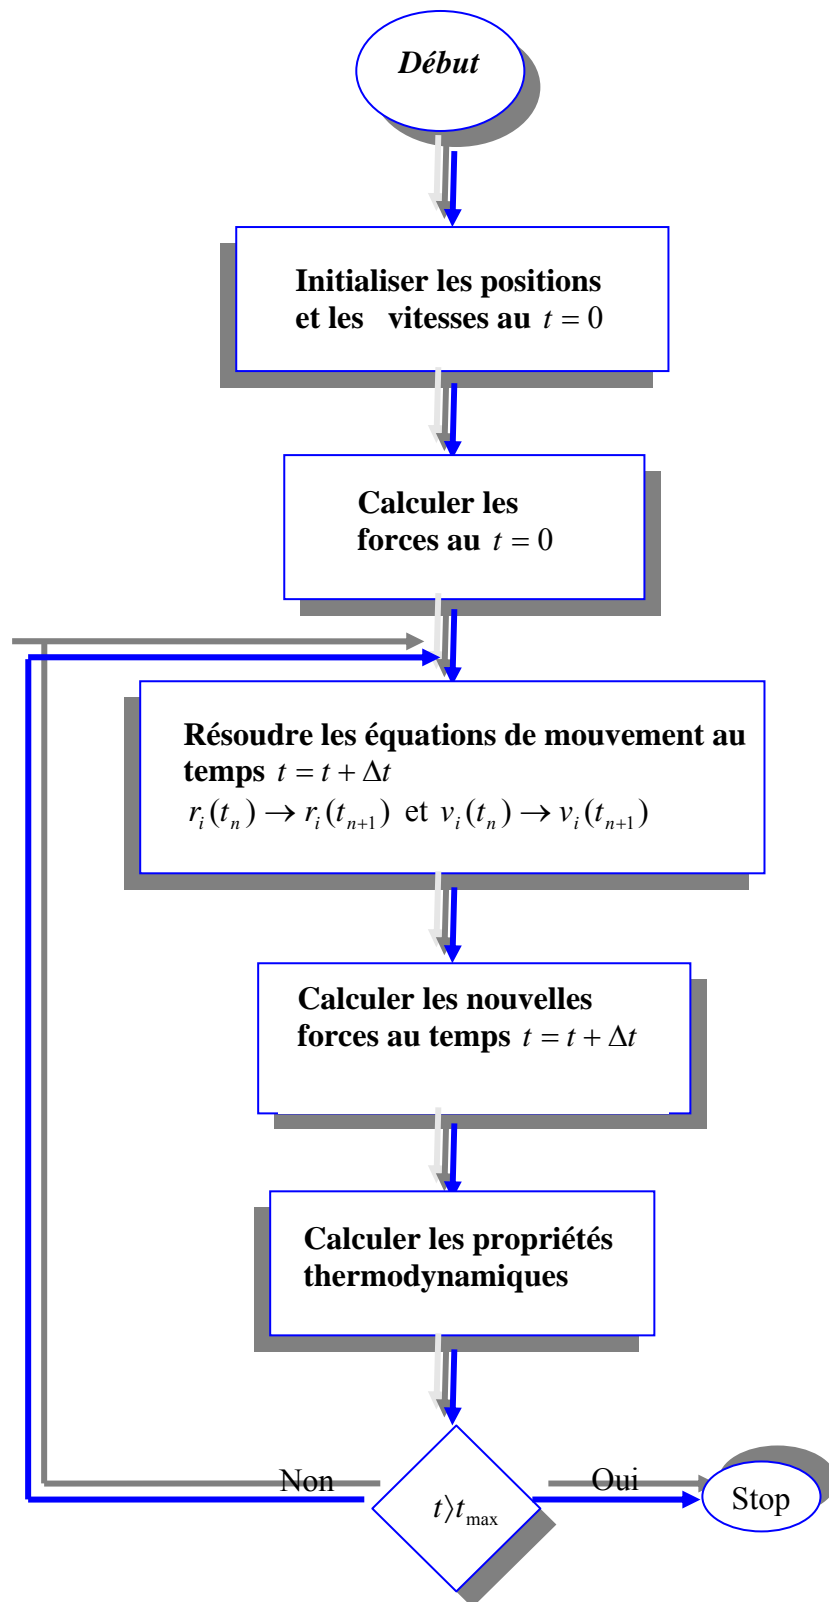 Début
Initialiser les positions
et les vitesses au t = 0
Calculer les
forces au t = 0
Résoudre les équations de mouvement au
temps t = t + Δt
r_i(t_n) → r_i(t_{n+1}) et v_i(t_n) → v_i(t_{n+1})
Calculer les nouvelles
forces au temps t = t + Δt
Calculer les propriétés
thermodynamiques
Non
t⟩t_max
Oui
Stop